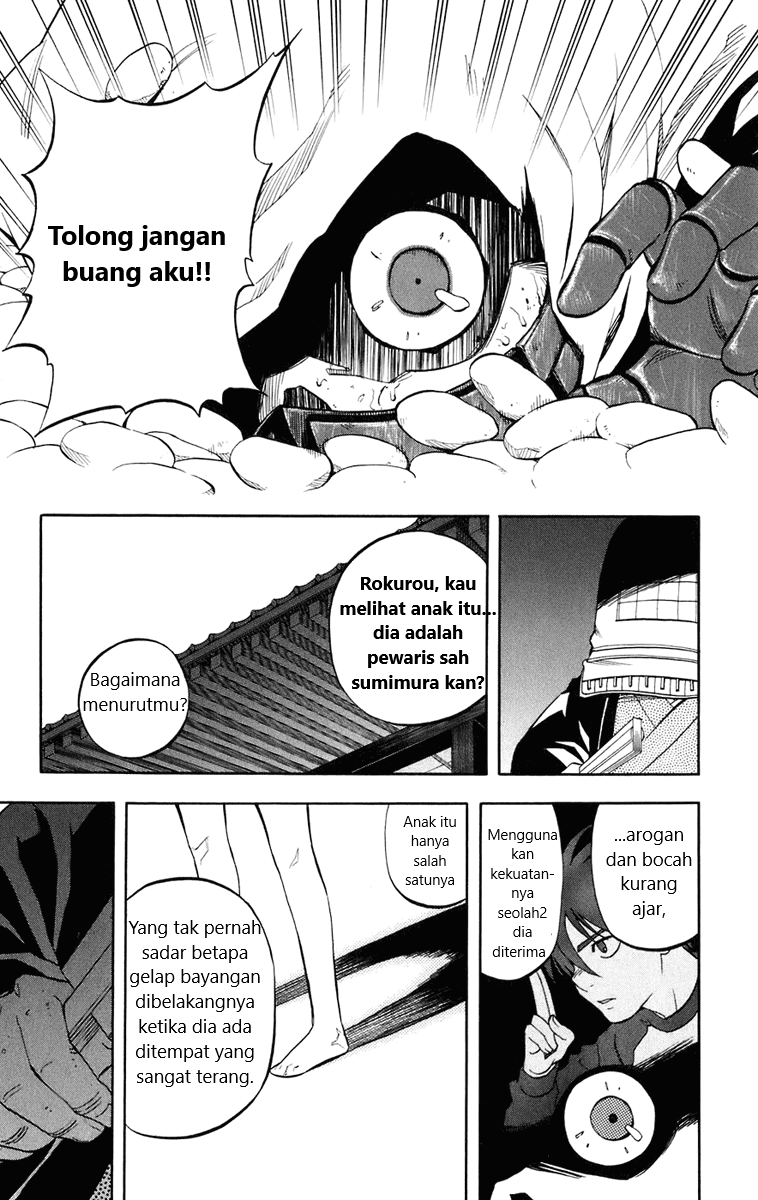 Tolong jangan
buang aku!!
Rokurou, kau
melihat anak itu...
dia adalah
pewaris sah
sumimura kan?
Bagaimana
menurutmu?
...arogan
dan bocah
kurang
ajar,
Mengguna
kan
kekuatan-
nya
seolah2
dia
diterima
Anak itu
hanya
salah
satunya
Yang tak pernah
sadar betapa
gelap bayangan
dibelakangnya
ketika dia ada
ditempat yang
sangat terang.